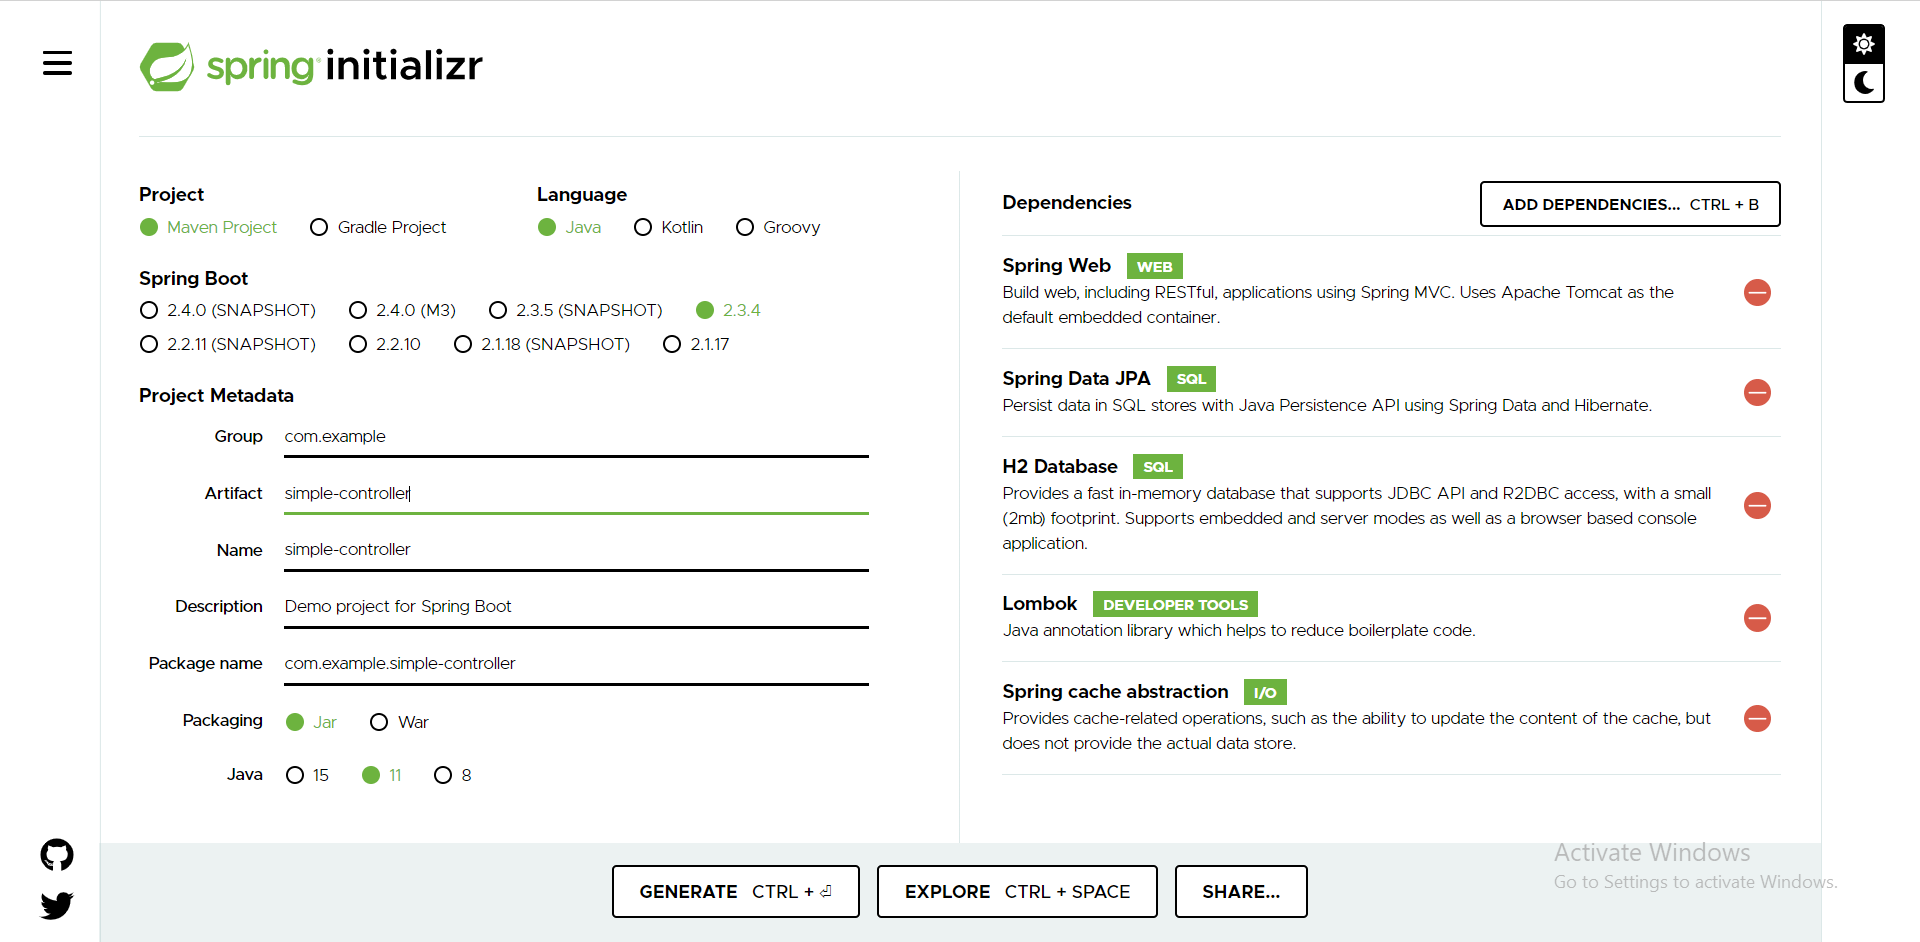 spring initializr
Project
Maven Project Gradle Project
Language
Java Kotlin Groovy
Spring Boot
2.4.0 (SNAPSHOT) 2.4.0 (M3) 2.3.5 (SNAPSHOT) 2.3.4
2.2.11 (SNAPSHOT) 2.2.10 2.1.18 (SNAPSHOT) 2.1.17
Project Metadata
Group com.example
Artifact simple-controller
Name simple-controller
Description Demo project for Spring Boot
Package name com.example.simple-controller
Packaging Jar War
Java 15 11 8
Dependencies
ADD DEPENDENCIES... CTRL + B
Spring Web WEB
Build web, including RESTful, applications using Spring MVC. Uses Apache Tomcat as the
default embedded container.
Spring Data JPA SQL
Persist data in SQL stores with Java Persistence API using Spring Data and Hibernate.
H2 Database SQL
Provides a fast in-memory database that supports JDBC API and R2DBC access, with a small
(2mb) footprint. Supports embedded and server modes as well as a browser based console
application.
Lombok DEVELOPER TOOLS
Java annotation library which helps to reduce boilerplate code.
Spring cache abstraction I/O
Provides cache-related operations, such as the ability to update the content of the cache, but
does not provide the actual data store.
GENERATE CTRL + ⏎
EXPLORE CTRL + SPACE
SHARE...
Activate Windows
Go to Settings to activate Windows.